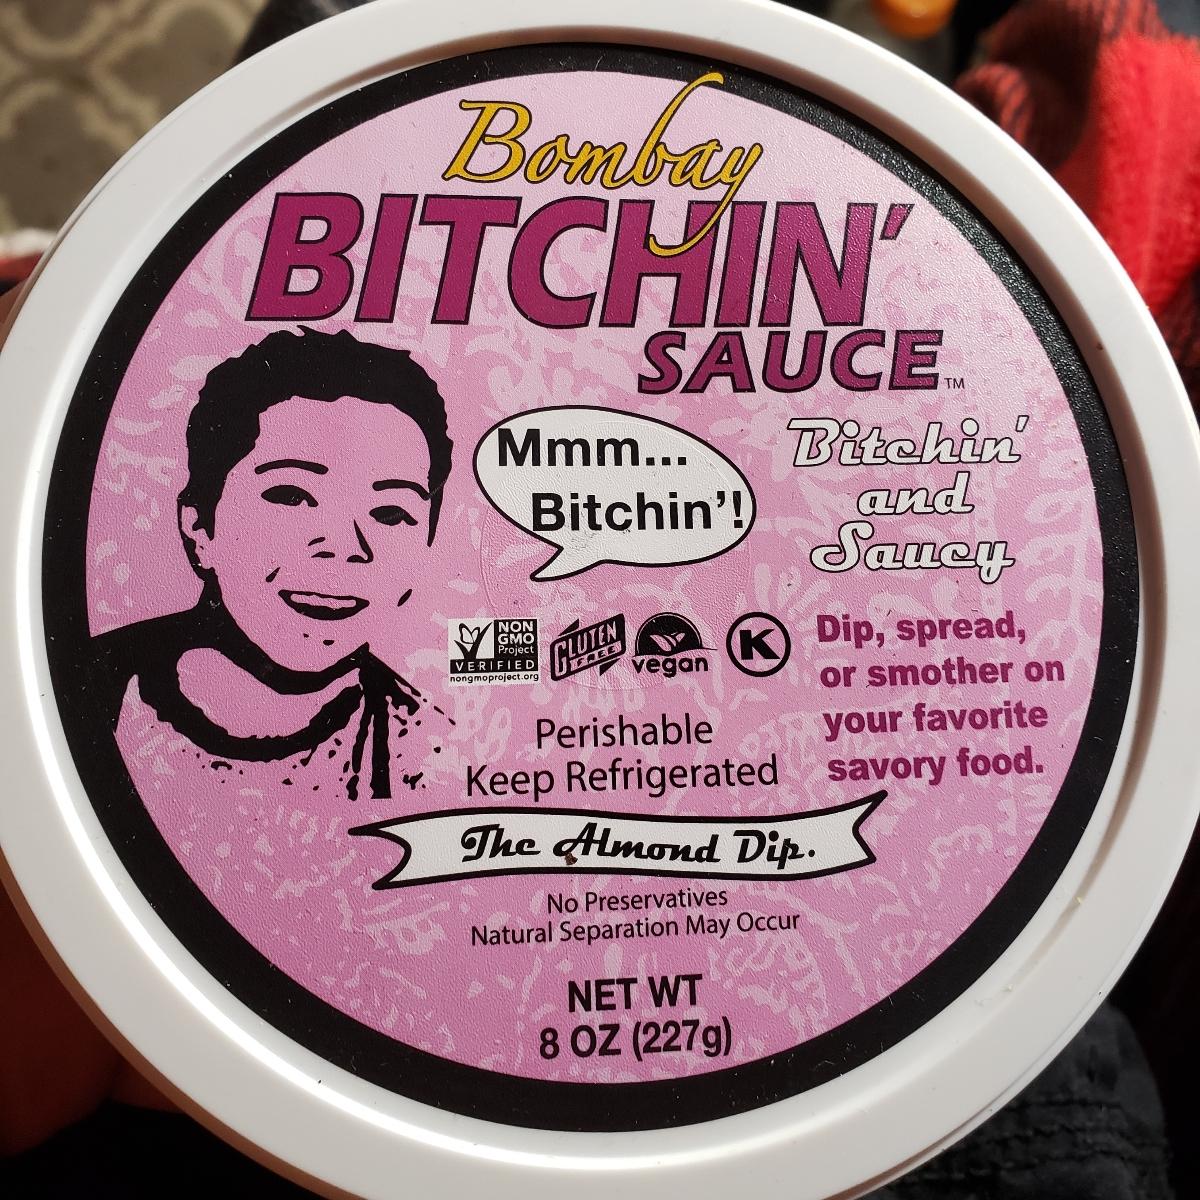 Bombay
BITCHIN'
SAUCE™
Mmm...
Bitchin'!
Bitchin'
and
Saucy
NON
GMO
Project
VERIFIED
nongmoproject.org
GLUTEN
FREE
vegan
K
Dip, spread,
or smother on
your favorite
savory food.
Perishable
Keep Refrigerated
The Almond Dip.
No Preservatives
Natural Separation May Occur
NET WT
8 OZ (227g)